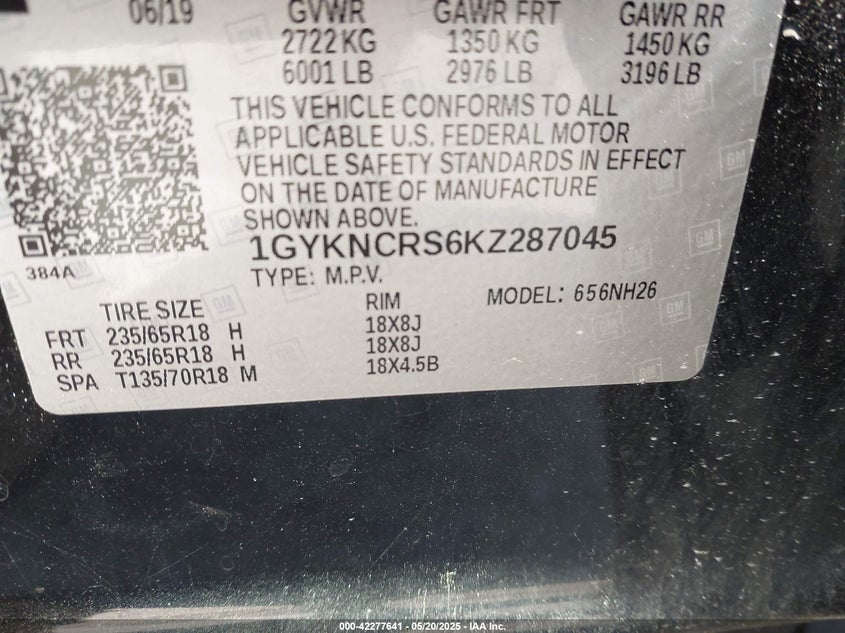 06/19 GVWR GAWR FRT GAWR RR
2722 KG 1350 KG 1450 KG
6001 LB 2976 LB 3196 LB
THIS VEHICLE CONFORMS TO ALL
APPLICABLE U.S. FEDERAL MOTOR
VEHICLE SAFETY STANDARDS IN EFFECT
ON THE DATE OF MANUFACTURE
SHOWN ABOVE.
1GYKNCRS6KZ287045
384A
TYPE: M.P.V.
MODEL: 656NH26
TIRE SIZE RIM
FRT 235/65R18 H 18X8J
RR 235/65R18 H 18X8J
SPA T135/70R18 M 18X4.5B
000-42277641 - 05/20/2025 - IAA Inc.